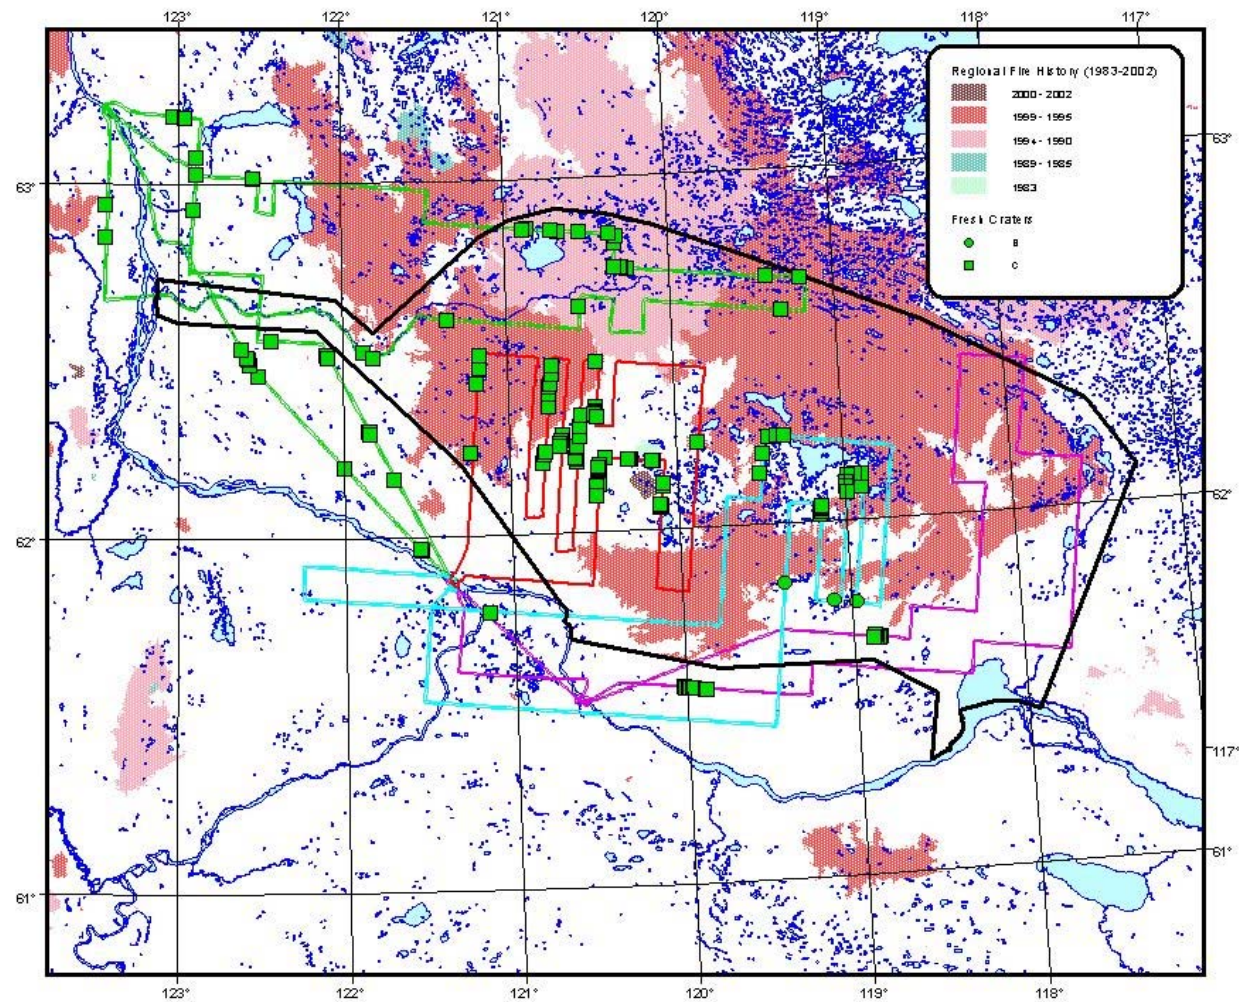 123° 122° 121° 120° 119° 118° 117°
Regional Fire History (1983-2002)
2000 - 2002
1999 - 1995
1994 - 1990
1989 - 1985
1983
Fresh Craters
B
C
63°
63°
62°
62°
117°
61°
61°
123° 122° 121° 120° 119° 118°